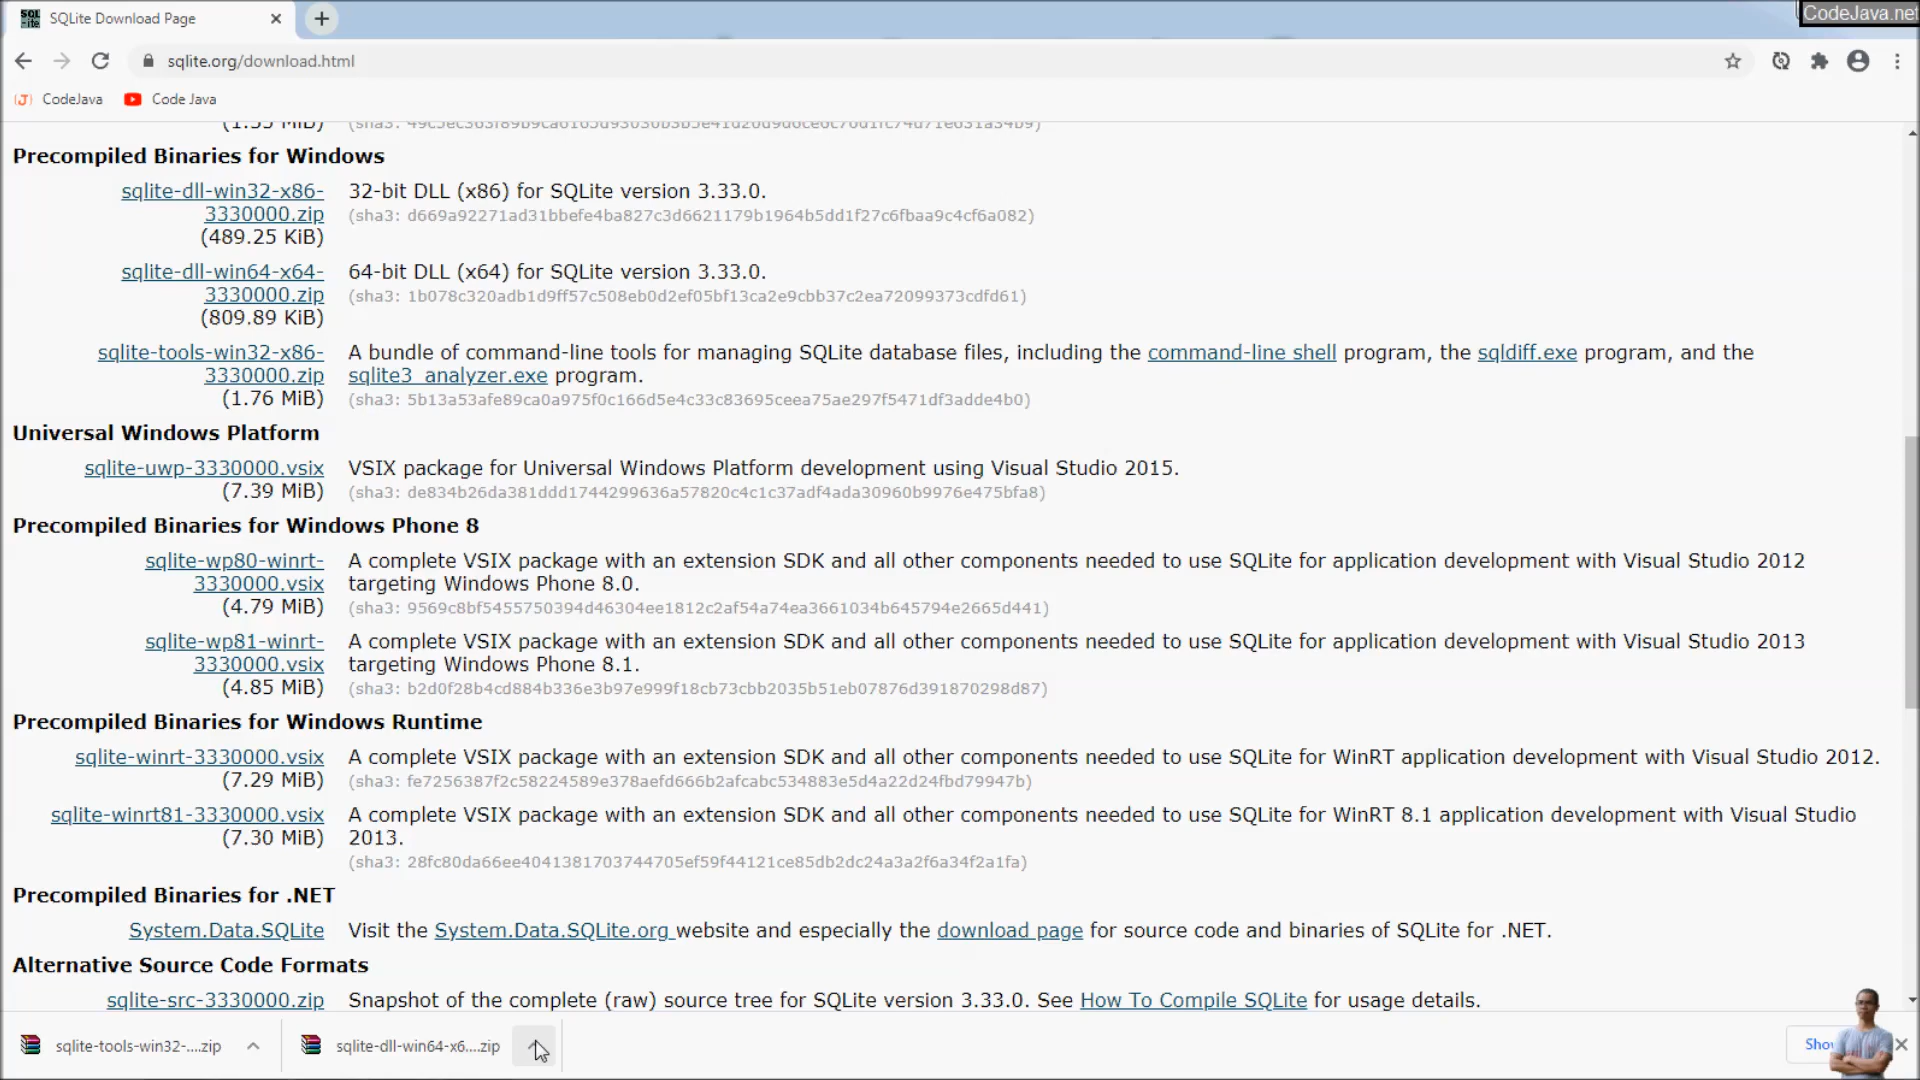 SQLite Download Page
CodeJava.net
sqlite.org/download.html
CodeJava
Code Java
Precompiled Binaries for Windows
sqlite-dll-win32-x86-
3330000.zip
(489.25 KiB)
32-bit DLL (x86) for SQLite version 3.33.0.
(sha3: d669a92271ad31bbefe4ba827c3d6621179b1964b5dd1f27c6fbaa9c4cf6a082)
sqlite-dll-win64-x64-
3330000.zip
(809.89 KiB)
64-bit DLL (x64) for SQLite version 3.33.0.
(sha3: 1b078c320adb1d9ff57c508eb0d2ef05bf13ca2e9cbb37c2ea72099373cdfd61)
sqlite-tools-win32-x86-
3330000.zip
(1.76 MiB)
A bundle of command-line tools for managing SQLite database files, including the command-line shell program, the sqldiff.exe program, and the
sqlite3_analyzer.exe program.
(sha3: 5b13a53afe89ca0a975f0c166d5e4c33c83695ceea75ae297f5471df3adde4b0)
Universal Windows Platform
sqlite-uwp-3330000.vsix
(7.39 MiB)
VSIX package for Universal Windows Platform development using Visual Studio 2015.
(sha3: de834b26da381ddd1744299636a57820c4c1c37adf4ada30960b9976e475bfa8)
Precompiled Binaries for Windows Phone 8
sqlite-wp80-winrt-
3330000.vsix
(4.79 MiB)
A complete VSIX package with an extension SDK and all other components needed to use SQLite for application development with Visual Studio 2012
targeting Windows Phone 8.0.
(sha3: 9569c8bf5455750394d46304ee1812c2af54a74ea3661034b645794e2665d441)
sqlite-wp81-winrt-
3330000.vsix
(4.85 MiB)
A complete VSIX package with an extension SDK and all other components needed to use SQLite for application development with Visual Studio 2013
targeting Windows Phone 8.1.
(sha3: b2d0f28b4cd884b336e3b97e999f18cb73cbb2035b51eb07876d391870298d87)
Precompiled Binaries for Windows Runtime
sqlite-winrt-3330000.vsix
(7.29 MiB)
A complete VSIX package with an extension SDK and all other components needed to use SQLite for WinRT application development with Visual Studio 2012.
(sha3: fe7256387f2c58224589e378aefd666b2afcabc534883e5d4a22d24fbd79947b)
sqlite-winrt81-3330000.vsix
(7.30 MiB)
A complete VSIX package with an extension SDK and all other components needed to use SQLite for WinRT 8.1 application development with Visual Studio
2013.
(sha3: 28fc80da66ee4041381703744705ef59f44121ce85db2dc24a3a2f6a34f2a1fa)
Precompiled Binaries for .NET
System.Data.SQLite
Visit the System.Data.SQLite.org website and especially the download page for source code and binaries of SQLite for .NET.
Alternative Source Code Formats
sqlite-src-3330000.zip
Snapshot of the complete (raw) source tree for SQLite version 3.33.0. See How To Compile SQLite for usage details.
sqlite-tools-win32-....zip
sqlite-dll-win64-x6....zip